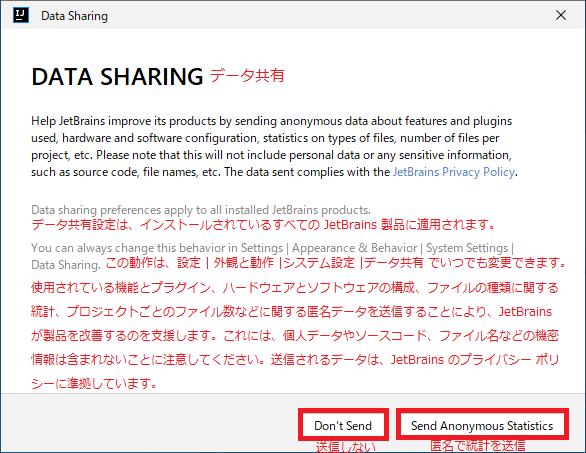 IJ Data Sharing
DATA SHARING データ共有
Help JetBrains improve its products by sending anonymous data about features and plugins
used, hardware and software configuration, statistics on types of files, number of files per
project, etc. Please note that this will not include personal data or any sensitive information,
such as source code, file names, etc. The data sent complies with the JetBrains Privacy Policy.
Data sharing preferences apply to all installed JetBrains products.
データ共有設定は、インストールされているすべての JetBrains 製品に適用されます。
You can always change this behavior in Settings | Appearance & Behavior | System Settings |
Data Sharing. この動作は、設定 | 外観と動作 |システム設定 |データ共有 でいつでも変更できます。
使用されている機能とプラグイン、ハードウェアとソフトウェアの構成、ファイルの種類に関する
統計、プロジェクトごとのファイル数などに関する匿名データを送信することにより、JetBrains
が製品を改善するのを支援します。これには、個人データやソースコード、ファイル名などの機密
情報は含まれないことに注意してください。送信されるデータは、JetBrains のプライバシー ポリ
シーに準拠しています。
Don't Send Send Anonymous Statistics
送信しない 匿名で統計を送信